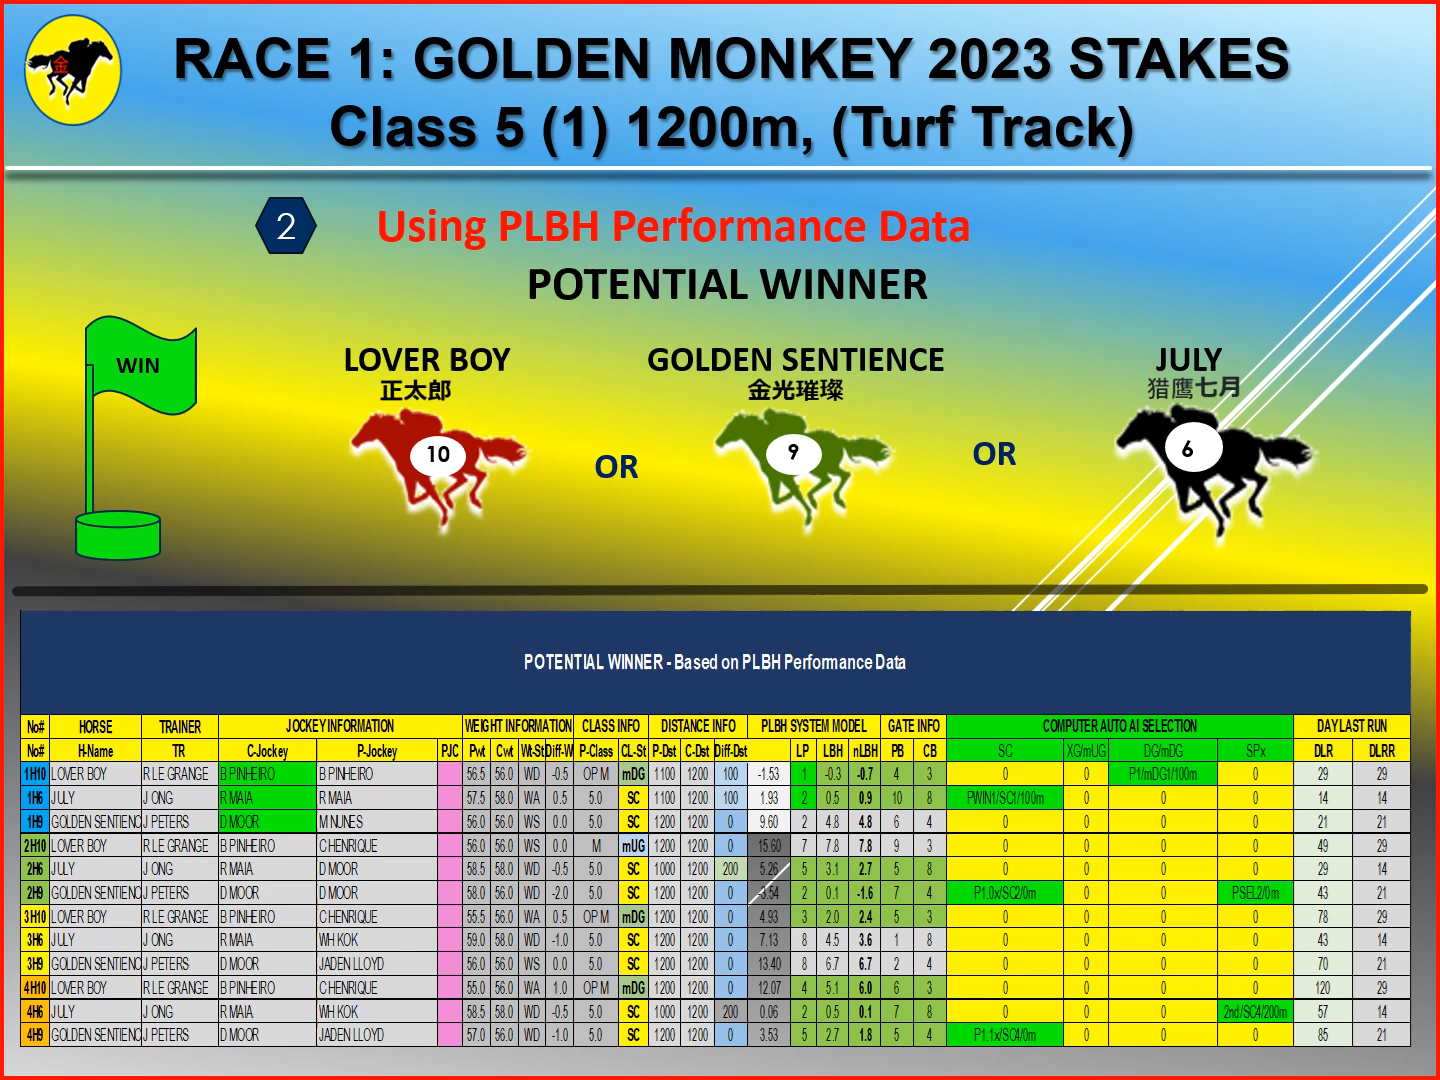 金
RACE 1: GOLDEN MONKEY 2023 STAKES
Class 5 (1) 1200m, (Turf Track)
2 Using PLBH Performance Data
POTENTIAL WINNER
WIN
LOVER BOY GOLDEN SENTIENCE JULY
正太郎 金光璀璨 猎鹰七月
10 OR 9 OR 6
POTENTIAL WINNER - Based on PLBH Performance Data
No# HORSE TRAINER JOCKEY INFORMATION WEIGHT INFORMATION CLASS INFO DISTANCE INFO PLBH SYSTEM MODEL GATE INFO COMPUTER AUTO AI SELECTION DAY LAST RUN
No# H-Name TR C-Jockey P-Jockey PJC Pwt Cwt Wt-St Diff-W P-Class CL-St P-Dst C-Dst Diff-Dst LP LBH nLBH PB CB SC XG/mUG DG/mDG SPx DLR DLRR
1H10 LOVER BOY R LE GRANGE B PINHEIRO B PINHEIRO 56.5 56.0 WD -0.5 OP M mDG 1100 1200 100 -1.53 1 -0.3 -0.7 4 3 0 0 P1/mDG1/100m 0 29 29
1H6 JULY J ONG R MAIA R MAIA 57.5 58.0 WA 0.5 5.0 SC 1100 1200 100 1.93 2 0.5 0.9 10 8 PWIN1/SC1/100m 0 0 0 14 14
1H9 GOLDEN SENTIENC J PETERS D MOOR M NUNES 56.0 56.0 WS 0.0 5.0 SC 1200 1200 0 9.60 2 4.8 4.8 6 4 0 0 0 0 21 21
2H10 LOVER BOY R LE GRANGE B PINHEIRO C HENRIQUE 56.0 56.0 WS 0.0 M mUG 1200 1200 0 15.60 7 7.8 7.8 9 3 0 0 0 0 49 29
2H6 JULY J ONG R MAIA D MOOR 58.5 58.0 WD -0.5 5.0 SC 1000 1200 200 5.26 5 3.1 2.7 5 8 0 0 0 0 29 14
2H9 GOLDEN SENTIENC J PETERS D MOOR D MOOR 58.0 56.0 WD -2.0 5.0 SC 1200 1200 0 -3.54 2 0.1 -1.6 7 4 P1.0x/SC2/0m 0 0 PSEL2/0m 43 21
3H10 LOVER BOY R LE GRANGE B PINHEIRO C HENRIQUE 55.5 56.0 WA 0.5 OP M mDG 1200 1200 0 4.93 3 2.0 2.4 5 3 0 0 0 0 78 29
3H6 JULY J ONG R MAIA WH KOK 59.0 58.0 WD -1.0 5.0 SC 1200 1200 0 7.13 8 4.5 3.6 1 8 0 0 0 0 43 14
3H9 GOLDEN SENTIENC J PETERS D MOOR JADEN LLOYD 56.0 56.0 WS 0.0 5.0 SC 1200 1200 0 13.40 8 6.7 6.7 2 4 0 0 0 0 70 21
4H10 LOVER BOY R LE GRANGE B PINHEIRO C HENRIQUE 55.0 56.0 WA 1.0 OP M mDG 1200 1200 0 12.07 4 5.1 6.0 6 3 0 0 0 0 120 29
4H6 JULY J ONG R MAIA WH KOK 58.5 58.0 WD -0.5 5.0 SC 1000 1200 200 0.06 2 0.5 0.1 7 8 0 0 0 2nd/SC4/200m 57 14
4H9 GOLDEN SENTIENC J PETERS D MOOR JADEN LLOYD 57.0 56.0 WD -1.0 5.0 SC 1200 1200 0 3.53 5 2.7 1.8 5 4 P1.1x/SC4/0m 0 0 0 85 21